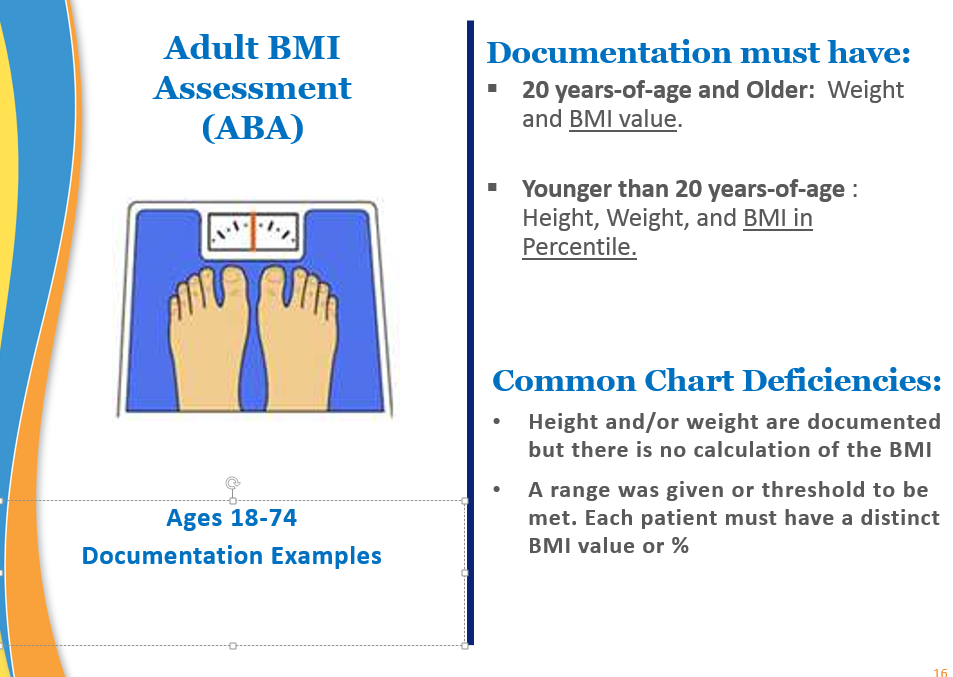 Adult BMI
Assessment
(ABA)
Ages 18-74
Documentation Examples
Documentation must have:
▪ 20 years-of-age and Older: Weight
and BMI value.
▪ Younger than 20 years-of-age :
Height, Weight, and BMI in
Percentile.
Common Chart Deficiencies:
• Height and/or weight are documented
but there is no calculation of the BMI
• A range was given or threshold to be
met. Each patient must have a distinct
BMI value or %
16